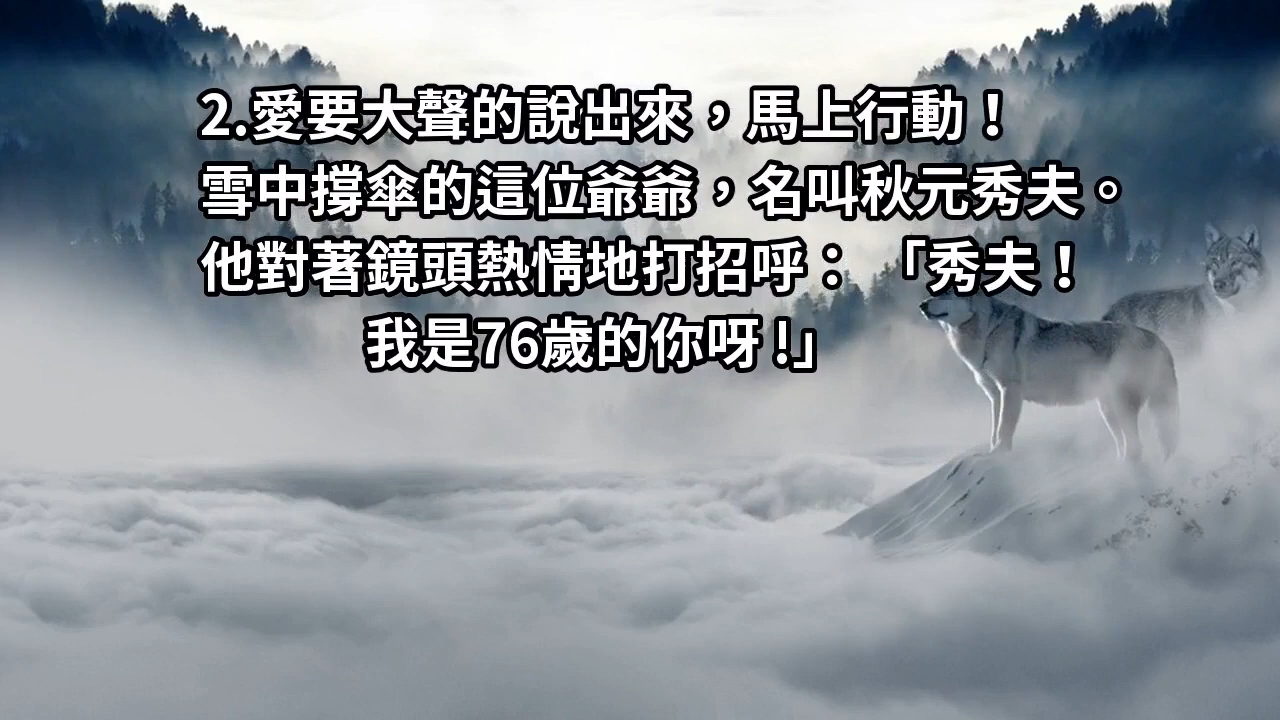 2.愛要大聲的說出來，馬上行動！
雪中撐傘的這位爺爺，名叫秋元秀夫。
他對著鏡頭熱情地打招呼：「秀夫！
我是76歲的你呀！」